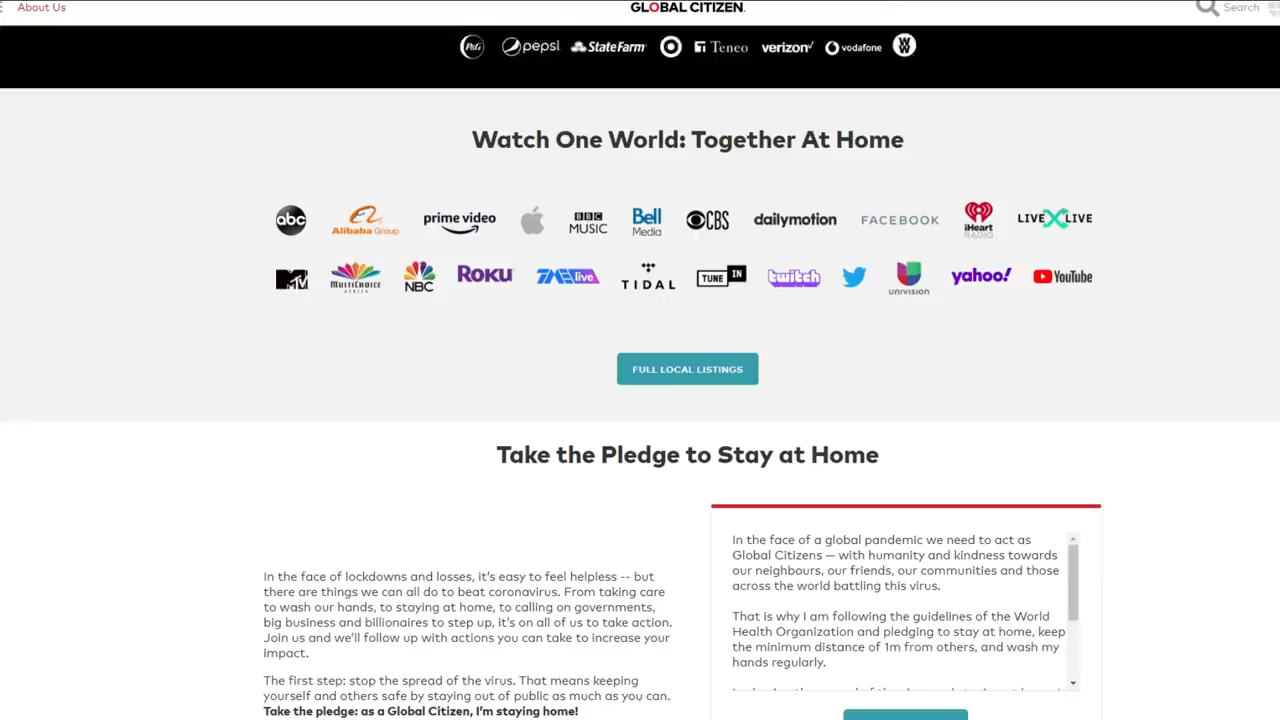 About Us
GLOBAL CITIZEN.
Search
P&G pepsi StateFarm Teneo verizon vodafone W
Watch One World: Together At Home
abc Alibaba Group prime video BBC MUSIC Bell Media CBS dailymotion FACEBOOK iHeart RADIO LIVE X LIVE
MTV MULTICHOICE AFRICA NBC ROKU live TIDAL TUNE IN twitch UNIVISION yahoo! YouTube
FULL LOCAL LISTINGS
Take the Pledge to Stay at Home
In the face of lockdowns and losses, it's easy to feel helpless -- but
there are things we can all do to beat coronavirus. From taking care
to wash our hands, to staying at home, to calling on governments,
big business and billionaires to step up, it's on all of us to take action.
Join us and we'll follow up with actions you can take to increase your
impact.
The first step: stop the spread of the virus. That means keeping
yourself and others safe by staying out of public as much as you can.
Take the pledge: as a Global Citizen, I'm staying home!
In the face of a global pandemic we need to act as
Global Citizens — with humanity and kindness towards
our neighbours, our friends, our communities and those
across the world battling this virus.
That is why I am following the guidelines of the World
Health Organization and pledging to stay at home, keep
the minimum distance of 1m from others, and wash my
hands regularly.